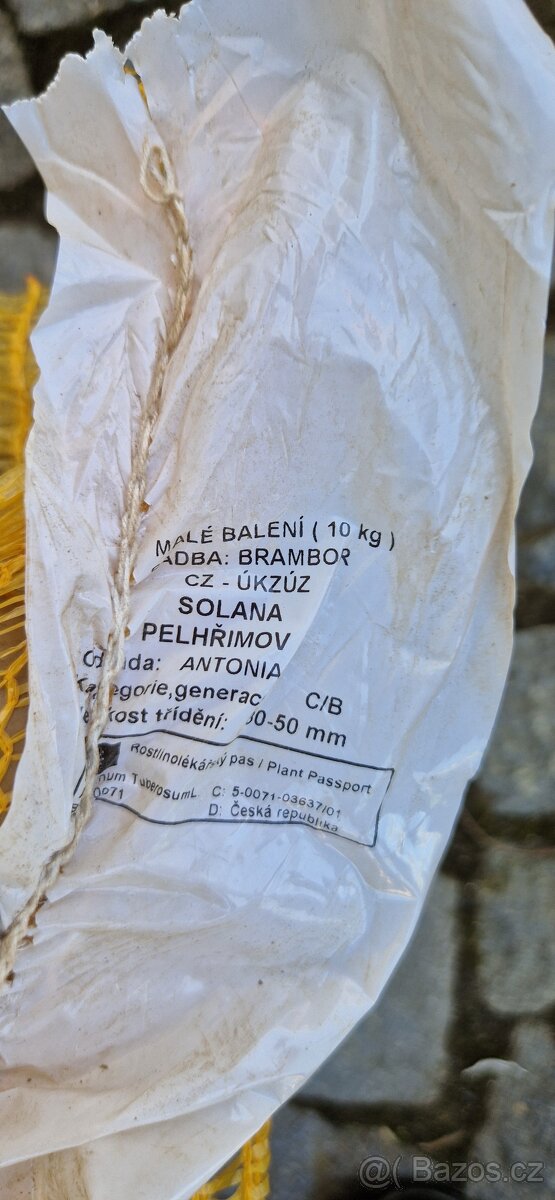 MALÉ BALENÍ ( 10 kg )
ADBA: BRAMBOR
CZ - ÚKZÚZ
SOLANA
PELHŘIMOV
da: ANTONIA
egorie,generac C/B
kost třídění: 0-50 mm
Rostlinolékařský pas / Plant Passport
num TuberosumL. C: 5-0071-03637/01
0071 D: Česká republika
@( Bazos.cz